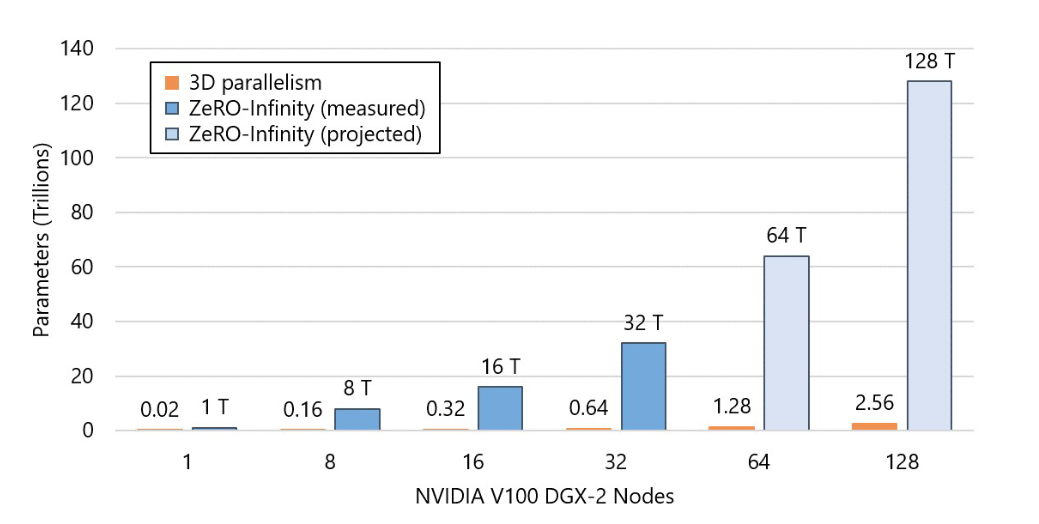 140
120
100
80
60
40
20
0
Parameters (Trillions)
3D parallelism
ZeRO-Infinity (measured)
ZeRO-Infinity (projected)
0.02
1 T
0.16
8 T
0.32
16 T
0.64
32 T
1.28
64 T
2.56
128 T
1
8
16
32
64
128
NVIDIA V100 DGX-2 Nodes